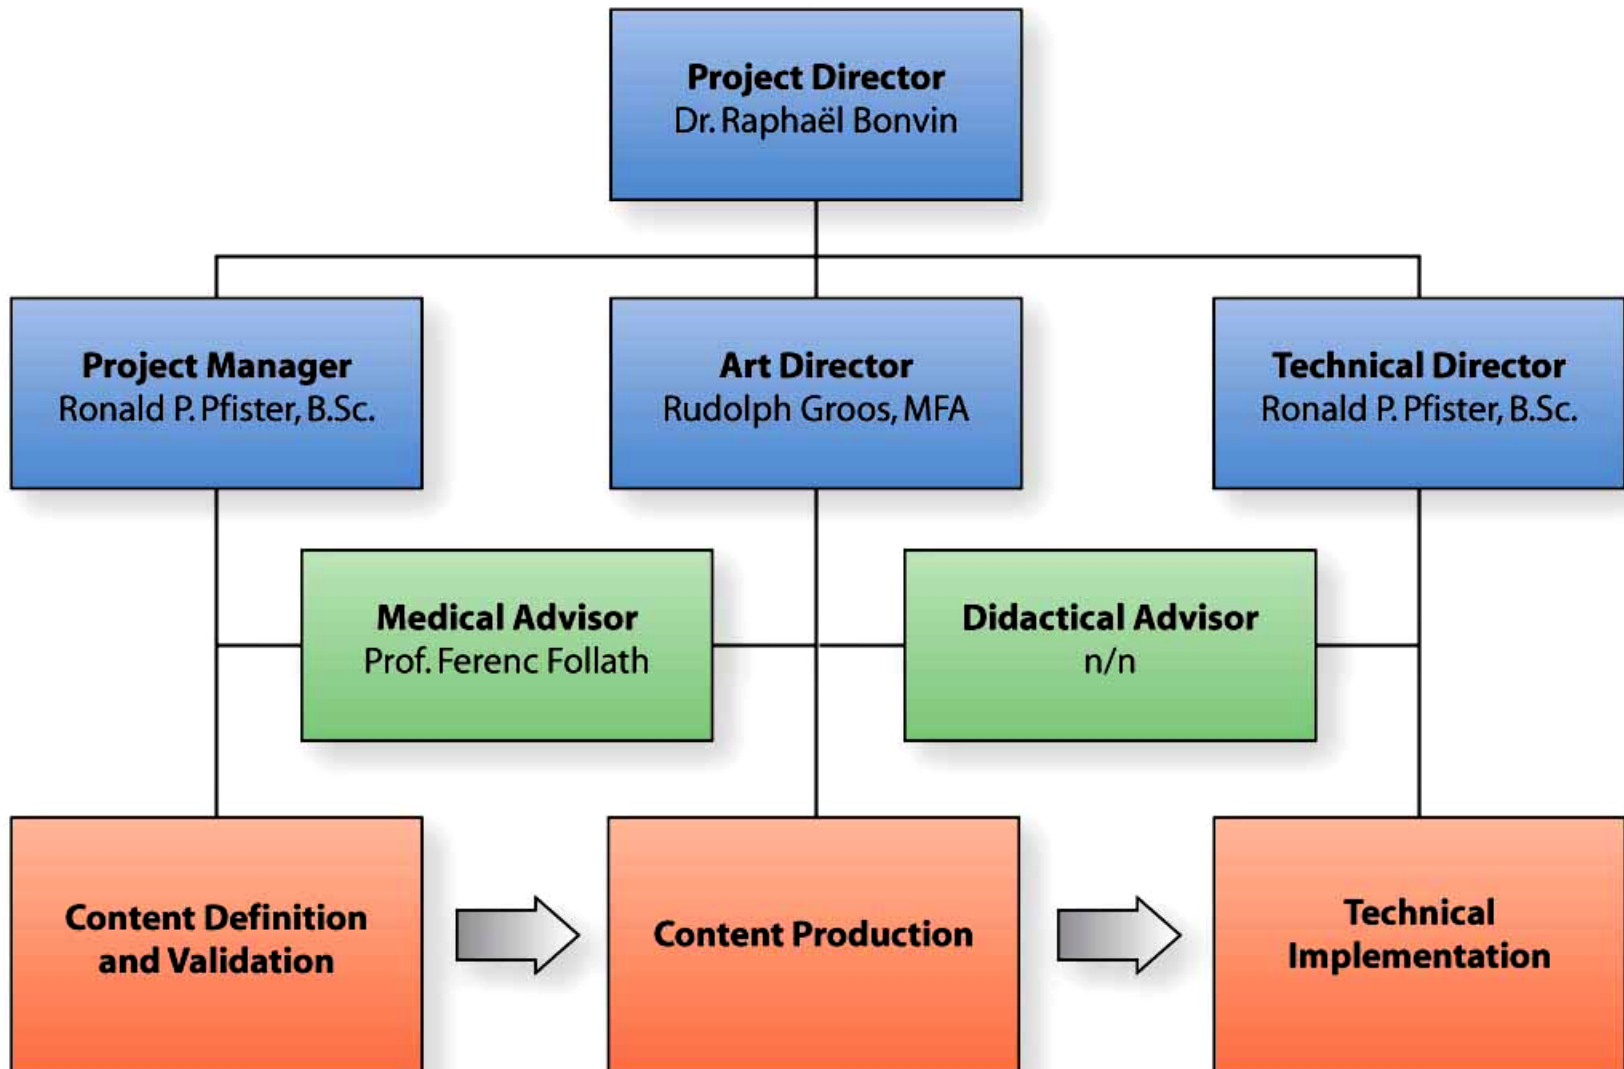 Project Director
Dr. Raphaël Bonvin
Project Manager
Ronald P. Pfister, B.Sc.
Art Director
Rudolph Groos, MFA
Technical Director
Ronald P. Pfister, B.Sc.
Medical Advisor
Prof. Ferenc Follath
Didactical Advisor
n/n
Content Definition
and Validation
Content Production
Technical
Implementation